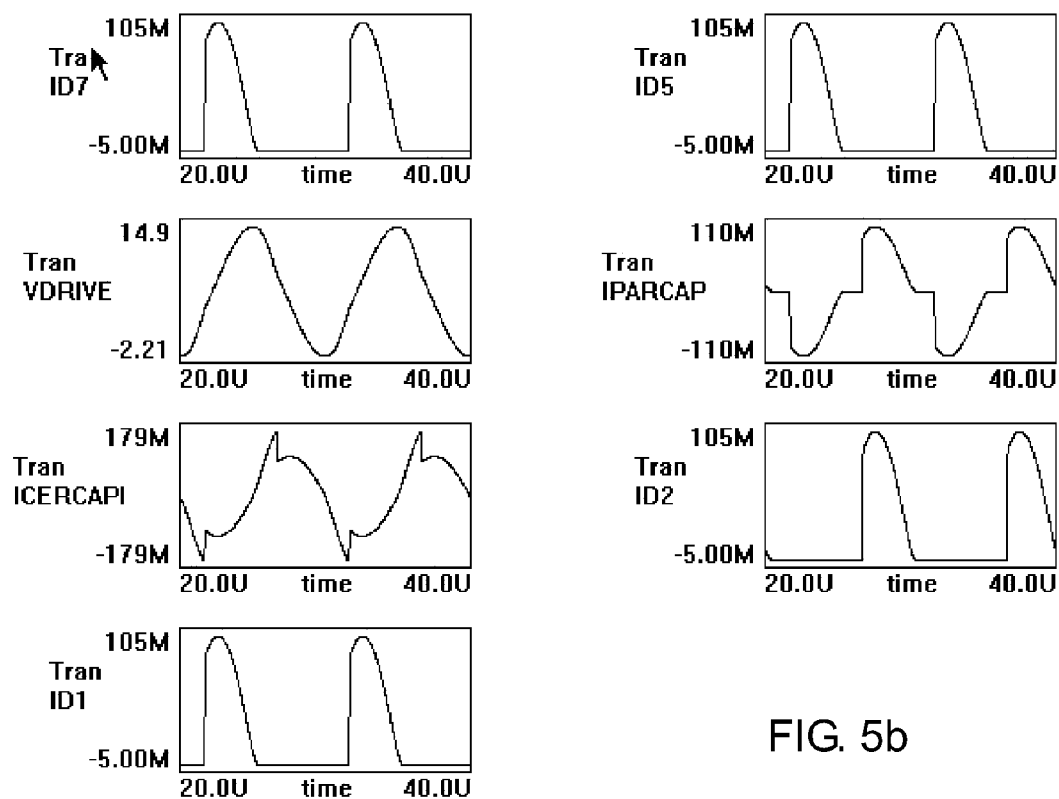 105M
Tra
ID7
-5.00M
20.0U time 40.0U
105M
Tran
ID5
-5.00M
20.0U time 40.0U
14.9
Tran
VDRIVE
-2.21
20.0U time 40.0U
110M
Tran
IPARCAP
-110M
20.0U time 40.0U
179M
Tran
ICERCAPI
-179M
20.0U time 40.0U
105M
Tran
ID2
-5.00M
20.0U time 40.0U
105M
Tran
ID1
-5.00M
20.0U time 40.0U
FIG. 5b